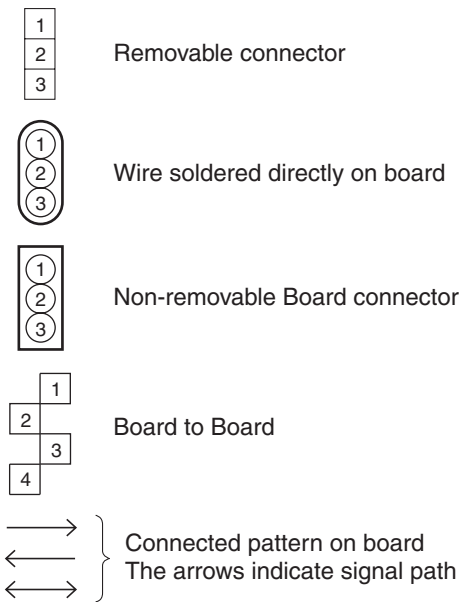 1
2
3
Removable connector
1
2
3
Wire soldered directly on board
1
2
3
Non-removable Board connector
1
2
3
4
Board to Board
Connected pattern on board
The arrows indicate signal path